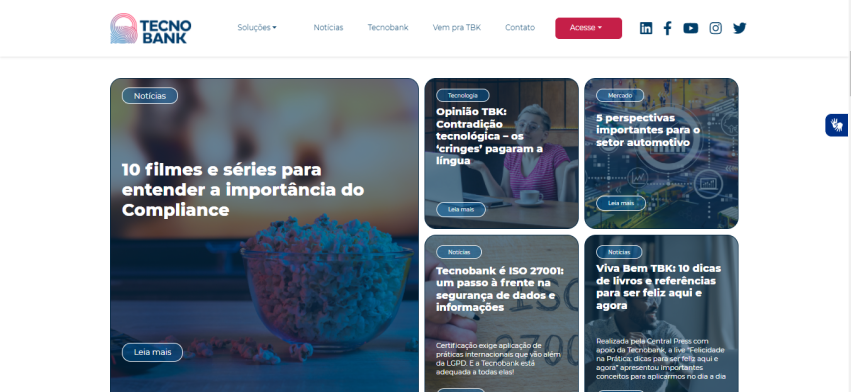 TECNO
BANK
Soluções
Notícias
Tecnobank
Vem pra TBK
Contato
Acesse
Notícias
10 filmes e séries para
entender a importância do
Compliance
Leia mais
Tecnologia
Opinião TBK:
Contradição
tecnológica – os
‘cringes’ pagaram a
língua
Leia mais
Mercado
5 perspectivas
importantes para o
setor automotivo
Leia mais
Notícias
Tecnobank é ISO 27001:
um passo à frente na
segurança de dados e
informações
Certificação exige aplicação de
práticas internacionais que vão além
da LGPD. E a Tecnobank está
adequada a todas elas!
Notícias
Viva Bem TBK: 10 dicas
de livros e referências
para ser feliz aqui e
agora
Realizada pela Central Press com
apoio da Tecnobank, a live “Felicidade
na Prática: dicas para ser feliz aqui e
agora” apresentou importantes
conceitos para aplicarmos no dia a dia